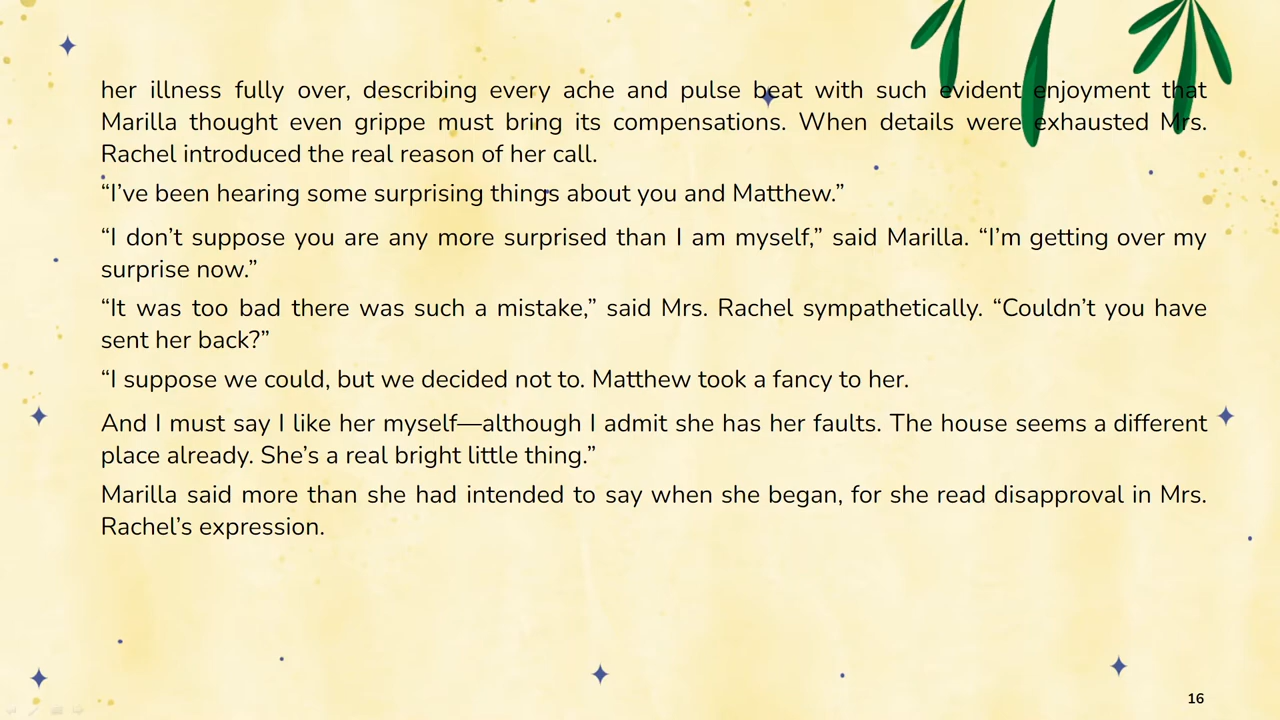 her illness fully over, describing every ache and pulse beat with such evident enjoyment that
Marilla thought even grippe must bring its compensations. When details were exhausted Mrs.
Rachel introduced the real reason of her call.
“I’ve been hearing some surprising things about you and Matthew.”
“I don’t suppose you are any more surprised than I am myself,” said Marilla. “I’m getting over my
surprise now.”
“It was too bad there was such a mistake,” said Mrs. Rachel sympathetically. “Couldn’t you have
sent her back?”
“I suppose we could, but we decided not to. Matthew took a fancy to her.
And I must say I like her myself—although I admit she has her faults. The house seems a different
place already. She’s a real bright little thing.”
Marilla said more than she had intended to say when she began, for she read disapproval in Mrs.
Rachel’s expression.
16